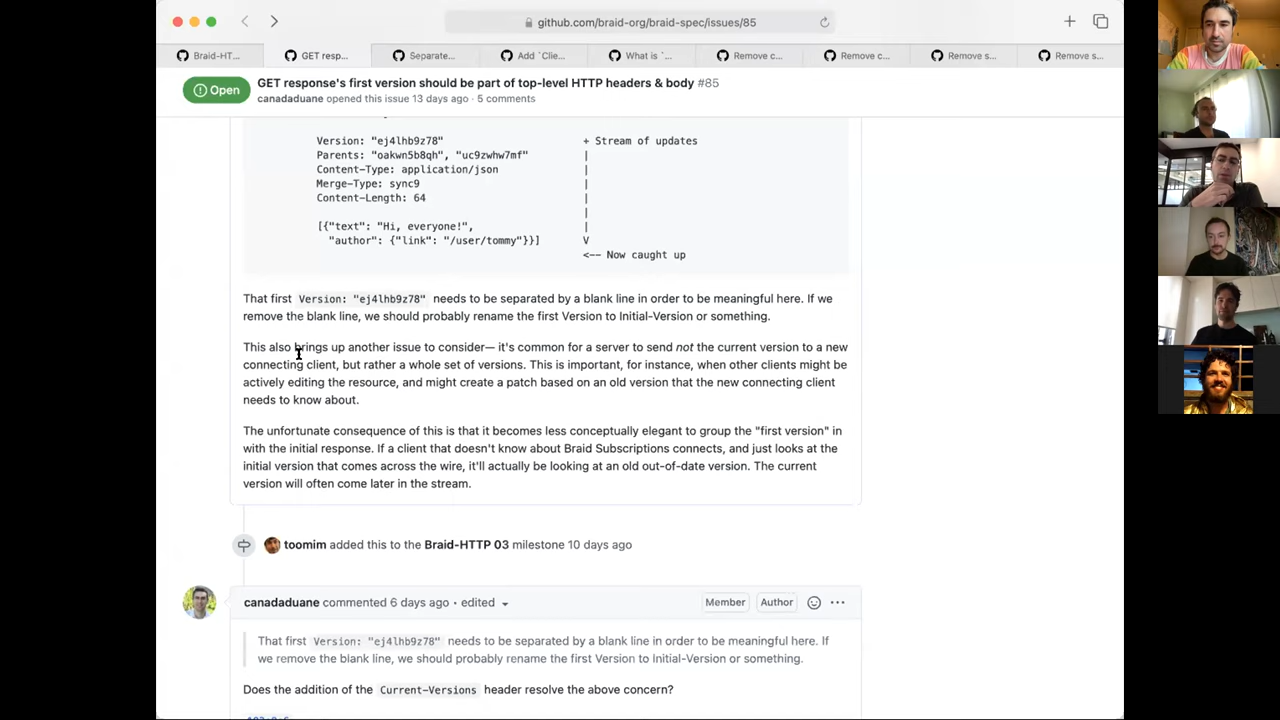 github.com/braid-org/braid-spec/issues/85
Braid-HT...
GET resp...
Separate...
Add `Clie...
What is `...
Remove c...
Remove c...
Remove s...
Remove s...
Open
GET response's first version should be part of top-level HTTP headers & body #85
canadaduane opened this issue 13 days ago · 5 comments
Version: "ej4lhb9z78" + Stream of updates
Parents: "oakwn5b8qh", "uc9zwhw7mf" |
Content-Type: application/json |
Merge-Type: sync9 |
Content-Length: 64 |
|
[{"text": "Hi, everyone!", |
"author": {"link": "/user/tommy"}}] V
<-- Now caught up
That first Version: "ej4lhb9z78" needs to be separated by a blank line in order to be meaningful here. If we
remove the blank line, we should probably rename the first Version to Initial-Version or something.
This also brings up another issue to consider— it's common for a server to send not the current version to a new
connecting client, but rather a whole set of versions. This is important, for instance, when other clients might be
actively editing the resource, and might create a patch based on an old version that the new connecting client
needs to know about.
The unfortunate consequence of this is that it becomes less conceptually elegant to group the "first version" in
with the initial response. If a client that doesn't know about Braid Subscriptions connects, and just looks at the
initial version that comes across the wire, it'll actually be looking at an old out-of-date version. The current
version will often come later in the stream.
toomim added this to the Braid-HTTP 03 milestone 10 days ago
canadaduane commented 6 days ago · edited
Member
Author
That first Version: "ej4lhb9z78" needs to be separated by a blank line in order to be meaningful here. If
we remove the blank line, we should probably rename the first Version to Initial-Version or something.
Does the addition of the Current-Versions header resolve the above concern?